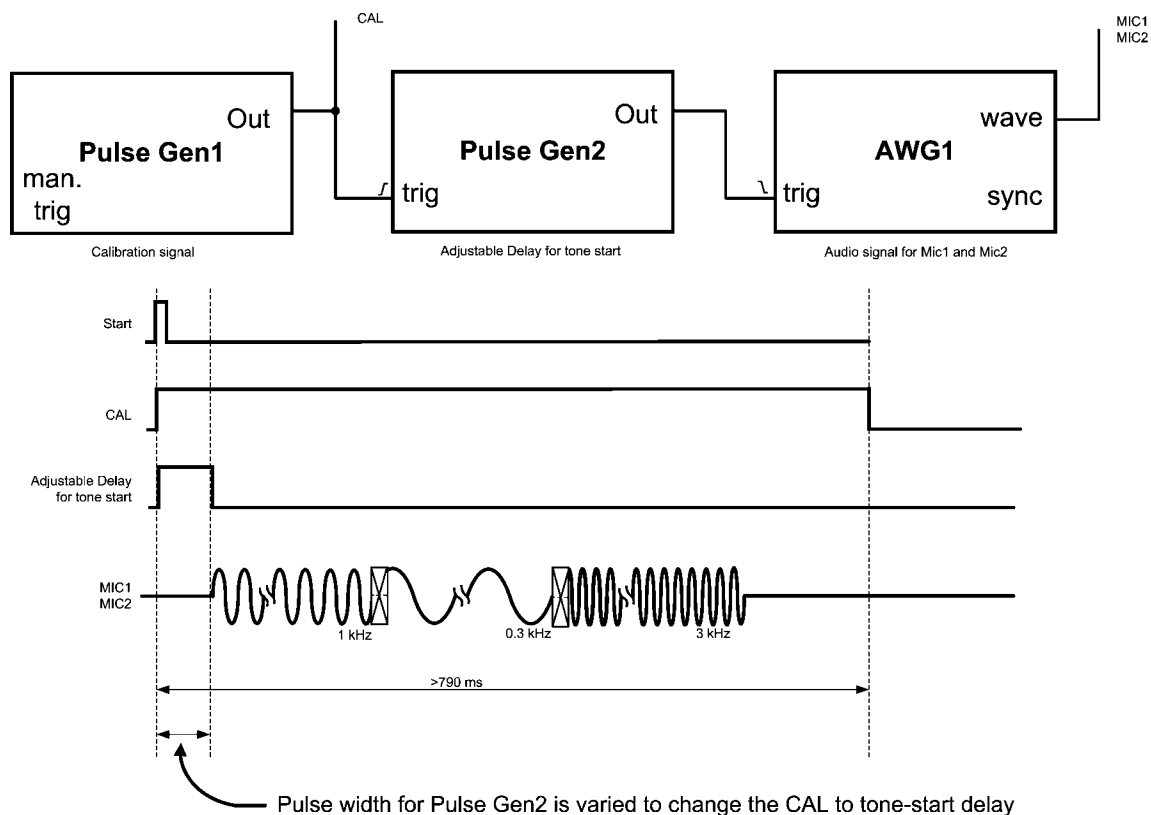 CAL
MIC1
MIC2
Out
Pulse Gen1
man.
trig
Out
Pulse Gen2
trig
wave
AWG1
trig
sync
Calibration signal
Adjustable Delay for tone start
Audio signal for Mic1 and Mic2
Start
CAL
Adjustable Delay
for tone start
MIC1
MIC2
1 kHz
0.3 kHz
3 kHz
>790 ms
Pulse width for Pulse Gen2 is varied to change the CAL to tone-start delay